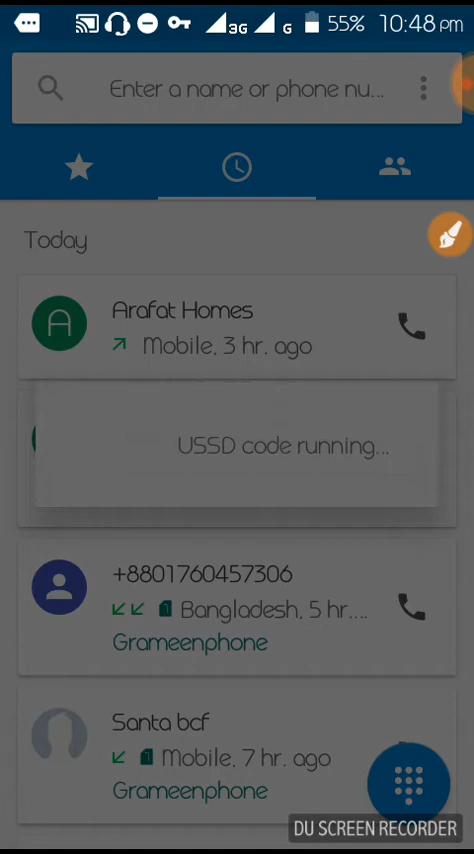 3G G 55% 10:48 pm
Enter a name or phone nu...
Today
A Arafat Homes
Mobile, 3 hr. ago
USSD code running...
+8801760457306
Bangladesh, 5 hr....
Grameenphone
Santa bcf
Mobile, 7 hr. ago
Grameenphone
DU SCREEN RECORDER